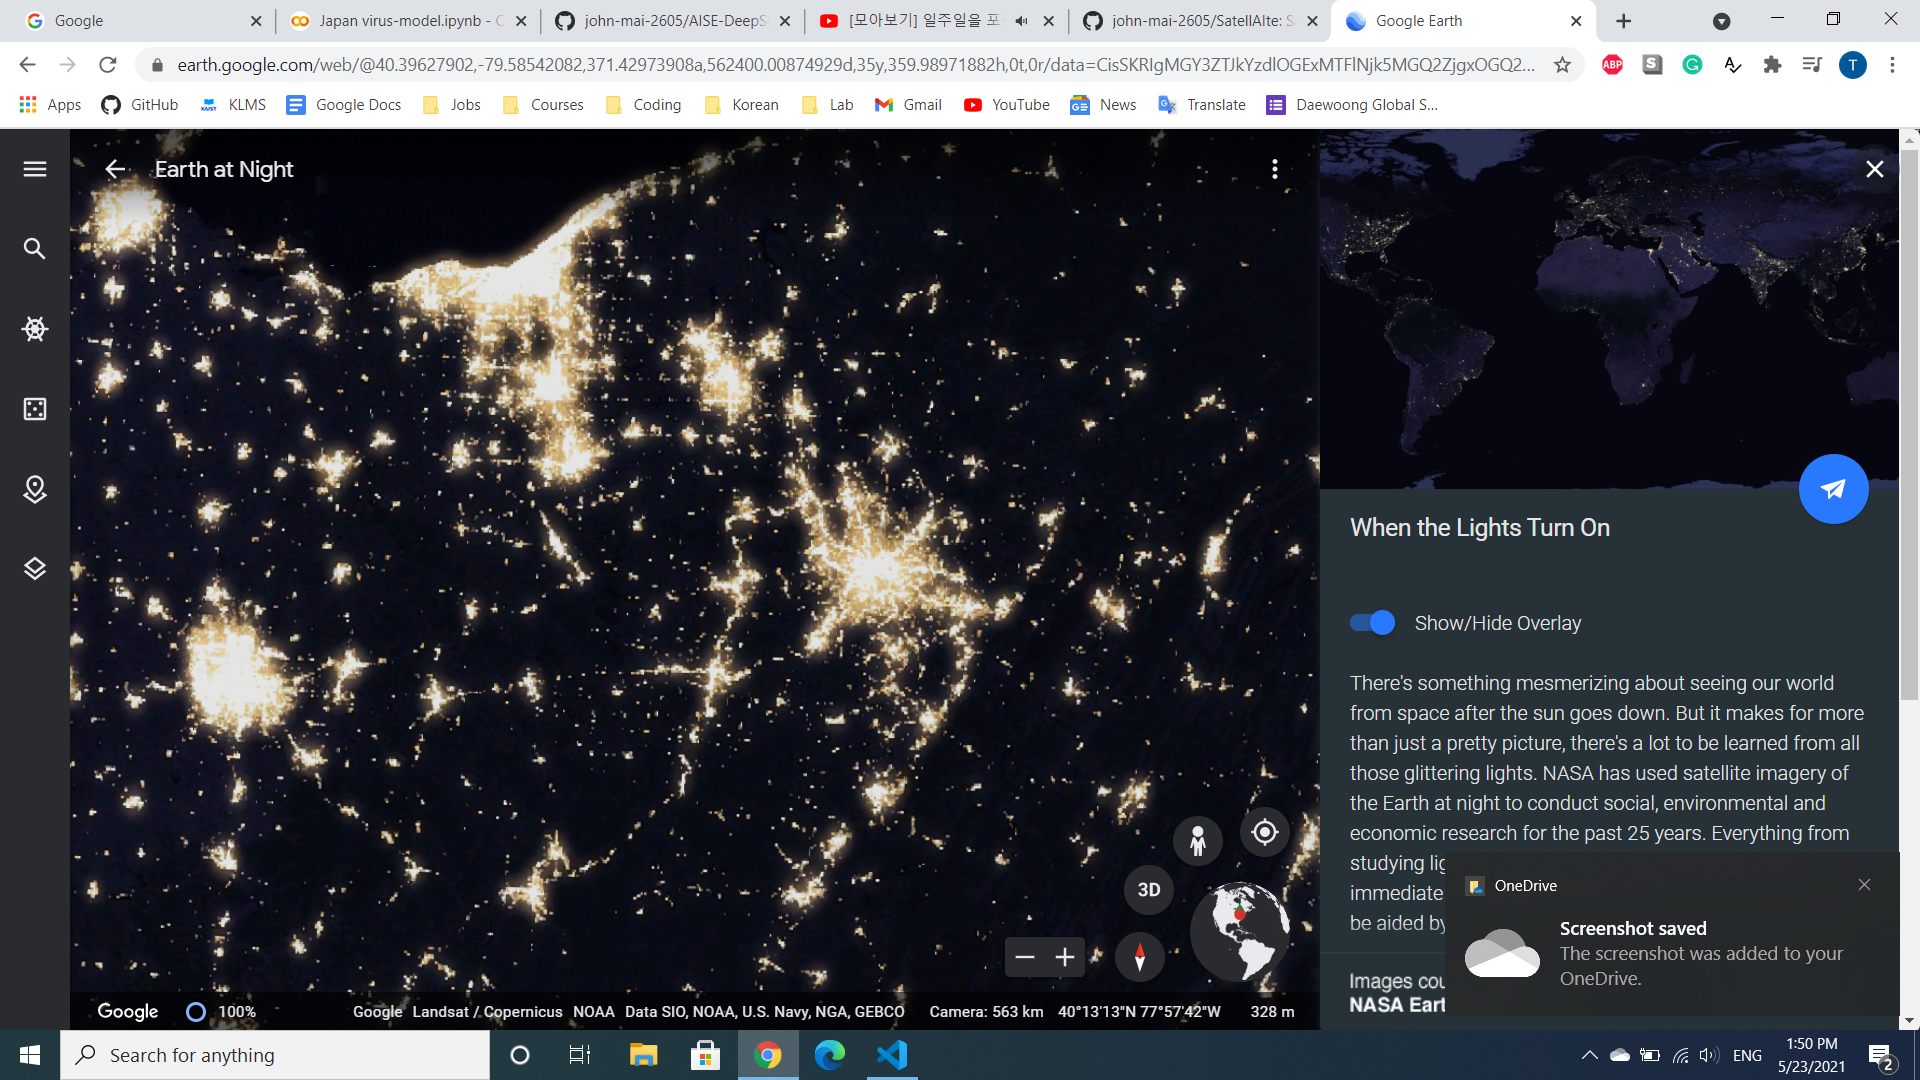 Google
Japan virus-model.ipynb - C
john-mai-2605/AISE-DeepS
[모아보기] 일주일을 포
john-mai-2605/SatellAIte: S
Google Earth
earth.google.com/web/@40.39627902,-79.58542082,371.42973908a,562400.00874929d,35y,359.98971882h,0t,0r/data=CisSKRIgMGY3ZTJkYzdlOGExMTFlNjk5MGQ2ZjgxOGQ2...
ABP
S
G
T
Apps
GitHub
KAIST
KLMS
Google Docs
Jobs
Courses
Coding
Korean
Lab
Gmail
YouTube
News
Translate
Daewoong Global S...
Earth at Night
When the Lights Turn On
Show/Hide Overlay
There's something mesmerizing about seeing our world
from space after the sun goes down. But it makes for more
than just a pretty picture, there's a lot to be learned from all
those glittering lights. NASA has used satellite imagery of
the Earth at night to conduct social, environmental and
economic research for the past 25 years. Everything from
studying lig
immediate
be aided by
Images cou
NASA Eart
OneDrive
Screenshot saved
The screenshot was added to your
OneDrive.
3D
Google
100%
Google Landsat / Copernicus NOAA Data SIO, NOAA, U.S. Navy, NGA, GEBCO
Camera: 563 km
40°13'13"N 77°57'42"W
328 m
Search for anything
ENG
1:50 PM
5/23/2021
2